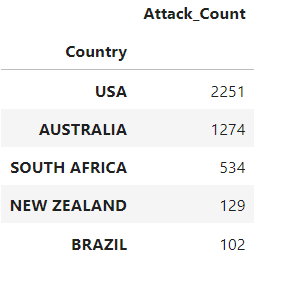 Attack_Count
Country
USA 2251
AUSTRALIA 1274
SOUTH AFRICA 534
NEW ZEALAND 129
BRAZIL 102